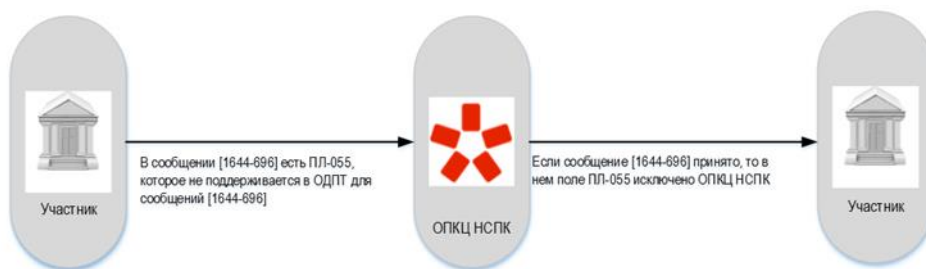 Участник
В сообщении [1644-696] есть ПЛ-055,
которое не поддерживается в ОДПТ для
сообщений [1644-696]
ОПКЦ НСПК
Если сообщение [1644-696] принято, то в
нем поле ПЛ-055 исключено ОПКЦ НСПК
Участник